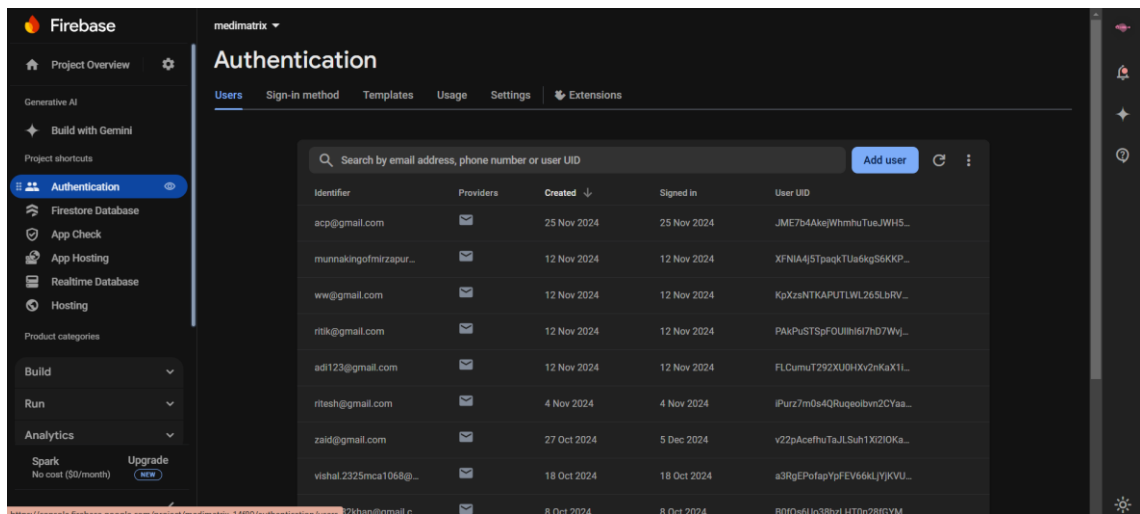 Firebase
medimatrix
Project Overview
Authentication
Users Sign-in method Templates Usage Settings Extensions
Generative AI
Build with Gemini
Project shortcuts
Authentication
Firestore Database
App Check
App Hosting
Realtime Database
Hosting
Product categories
Build
Run
Analytics
Spark
No cost ($0/month)
Upgrade
NEW
Search by email address, phone number or user UID
Add user
Identifier Providers Created Signed in User UID
acp@gmail.com 25 Nov 2024 25 Nov 2024 JME7b4AkejWhmhuTueJWH5...
munnakingofmirzapur... 12 Nov 2024 12 Nov 2024 XFNIA4j5TpaqkTUa6kgS6KKP...
ww@gmail.com 12 Nov 2024 12 Nov 2024 KpXzsNTKAPUTLWL265LbRV...
ritik@gmail.com 12 Nov 2024 12 Nov 2024 PAkPuSTSpFOUIlhI6I7hD7Wvj...
adi123@gmail.com 12 Nov 2024 12 Nov 2024 FLCumuT292XU0HXv2nKaX1i...
ritesh@gmail.com 4 Nov 2024 4 Nov 2024 iPurz7m0s4QRuqeoibvn2CYaa...
zaid@gmail.com 27 Oct 2024 5 Dec 2024 v22pAcefhuTaJLSuh1Xi2IOKa...
vishal.2325mca1068@... 18 Oct 2024 18 Oct 2024 a3RgEPofapYpFEV66kLjYjKVU...
8 Oct 2024 8 Oct 2024